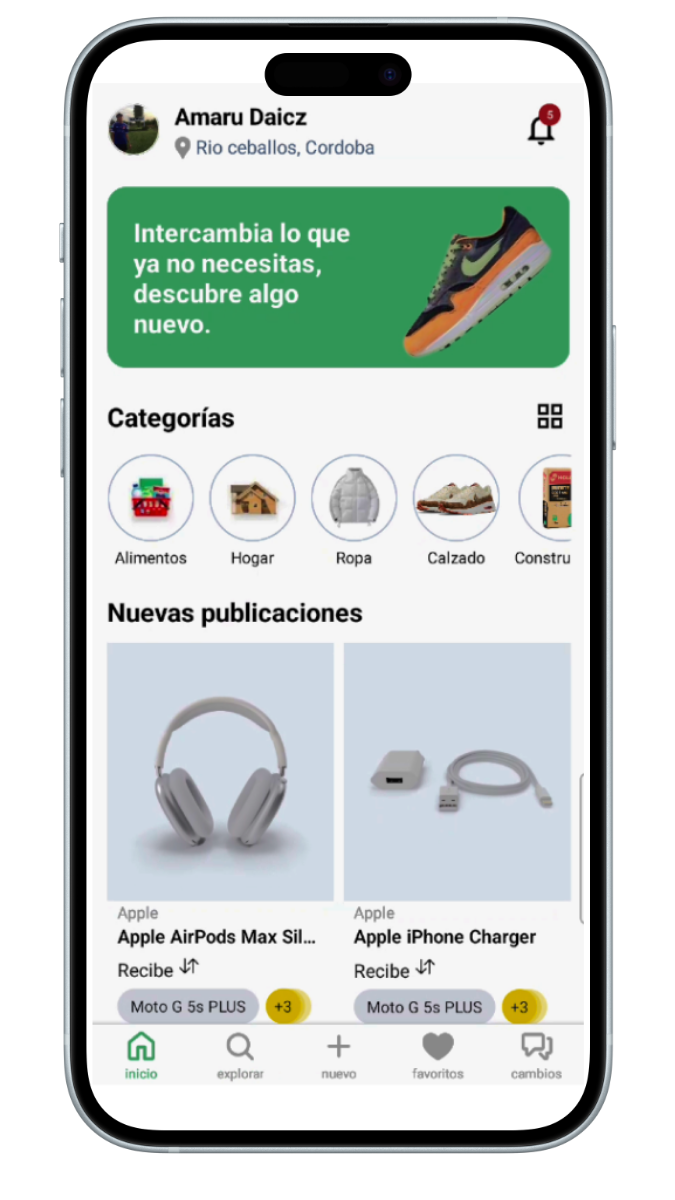 Amaru Daicz
5
Rio ceballos, Cordoba
Intercambia lo que
ya no necesitas,
descubre algo
nuevo.
Categorías
Alimentos
Hogar
Ropa
Calzado
Constru
Nuevas publicaciones
Apple
Apple AirPods Max Sil...
Recibe
Moto G 5s PLUS
+3
Apple
Apple iPhone Charger
Recibe
Moto G 5s PLUS
+3
inicio
explorar
nuevo
favoritos
cambios